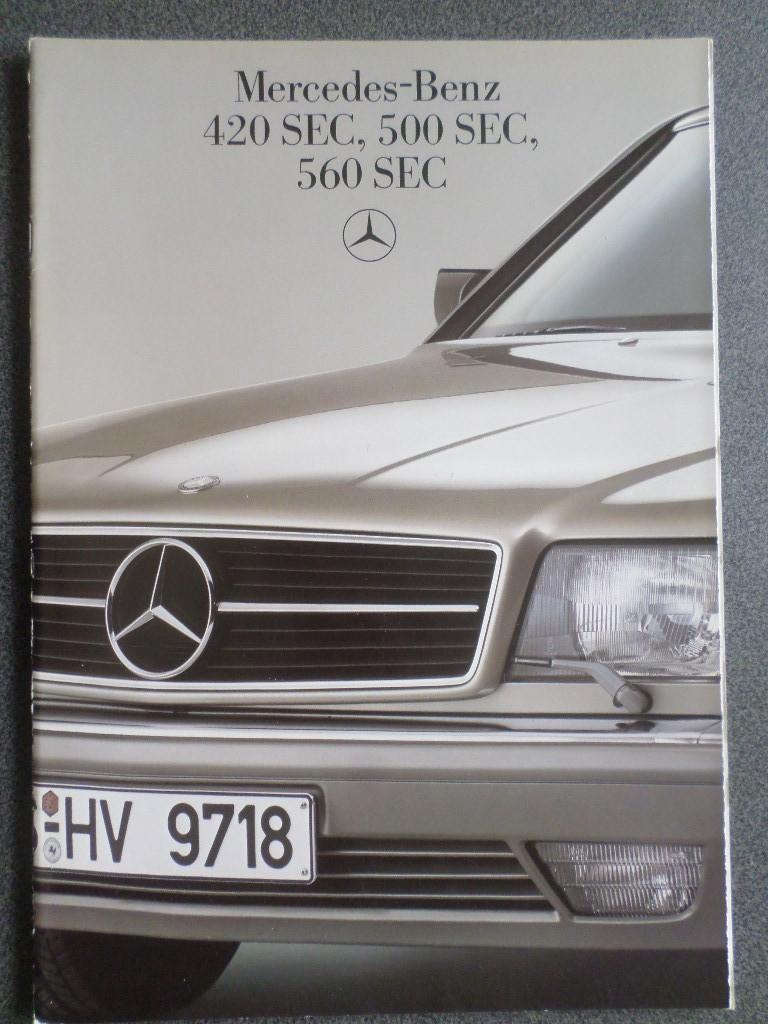 Mercedes-Benz
420 SEC, 500 SEC,
560 SEC
S-HV 9718